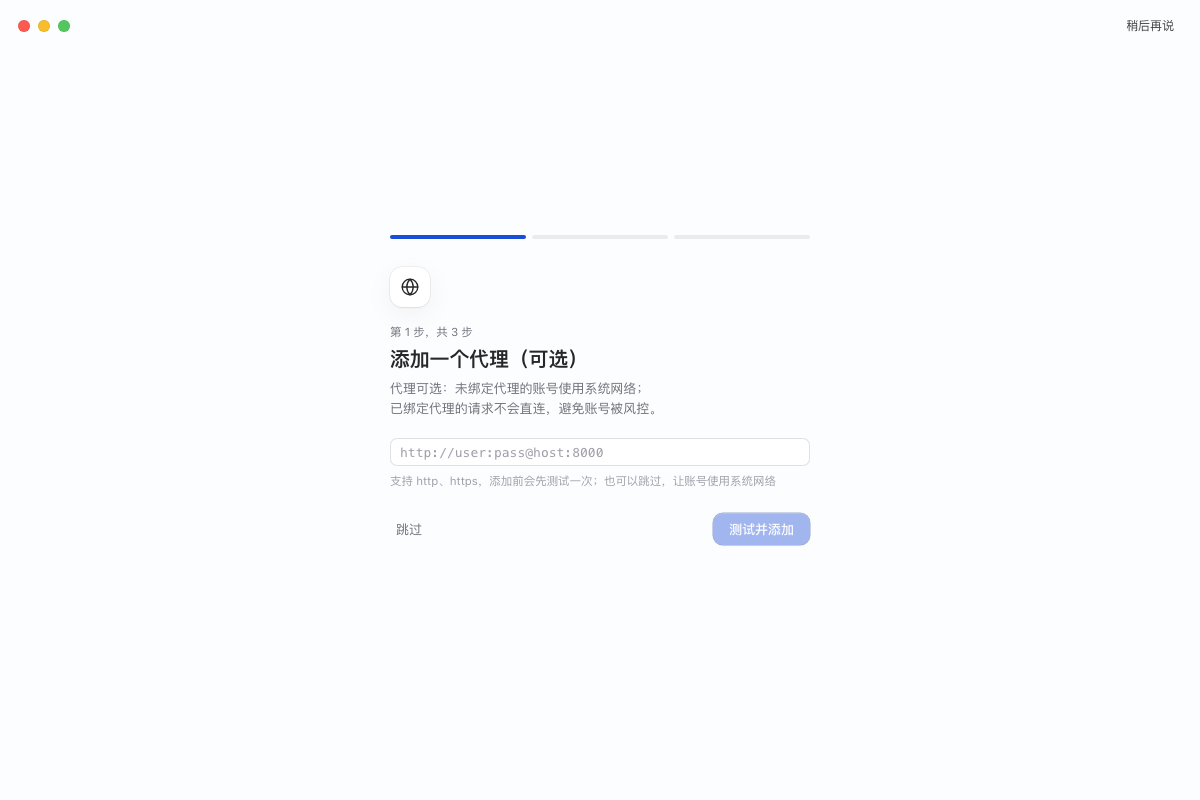 稍后再说
第 1 步，共 3 步
添加一个代理（可选）
代理可选：未绑定代理的账号使用系统网络；
已绑定代理的请求不会直连，避免账号被风控。
http://user:pass@host:8000
支持 http、https，添加前会先测试一次；也可以跳过，让账号使用系统网络
跳过
测试并添加